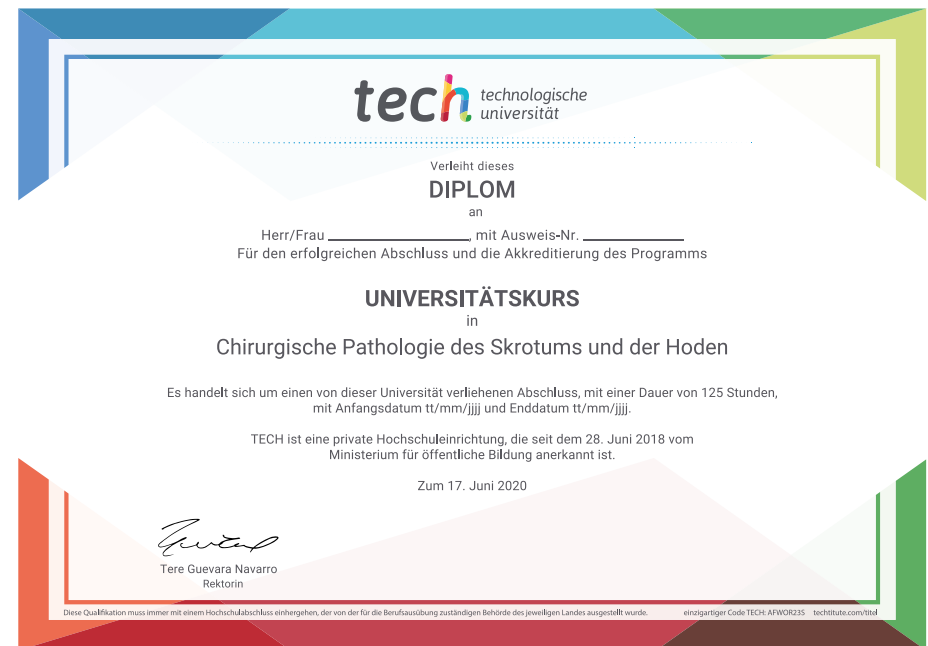 tech technologische
universität
Verleiht dieses
DIPLOM
an
Herr/Frau ____________________, mit Ausweis-Nr. ______________
Für den erfolgreichen Abschluss und die Akkreditierung des Programms
UNIVERSITÄTSKURS
in
Chirurgische Pathologie des Skrotums und der Hoden
Es handelt sich um einen von dieser Universität verliehenen Abschluss, mit einer Dauer von 125 Stunden,
mit Anfangsdatum tt/mm/jjjj und Enddatum tt/mm/jjjj.
TECH ist eine private Hochschuleinrichtung, die seit dem 28. Juni 2018 vom
Ministerium für öffentliche Bildung anerkannt ist.
Zum 17. Juni 2020
Tere Guevara Navarro
Rektorin
Diese Qualifikation muss immer mit einem Hochschulabschluss einhergehen, der von der für die Berufsausübung zuständigen Behörde des jeweiligen Landes ausgestellt wurde. einzigartiger Code TECH: AFWOR23S techtitute.com/titel